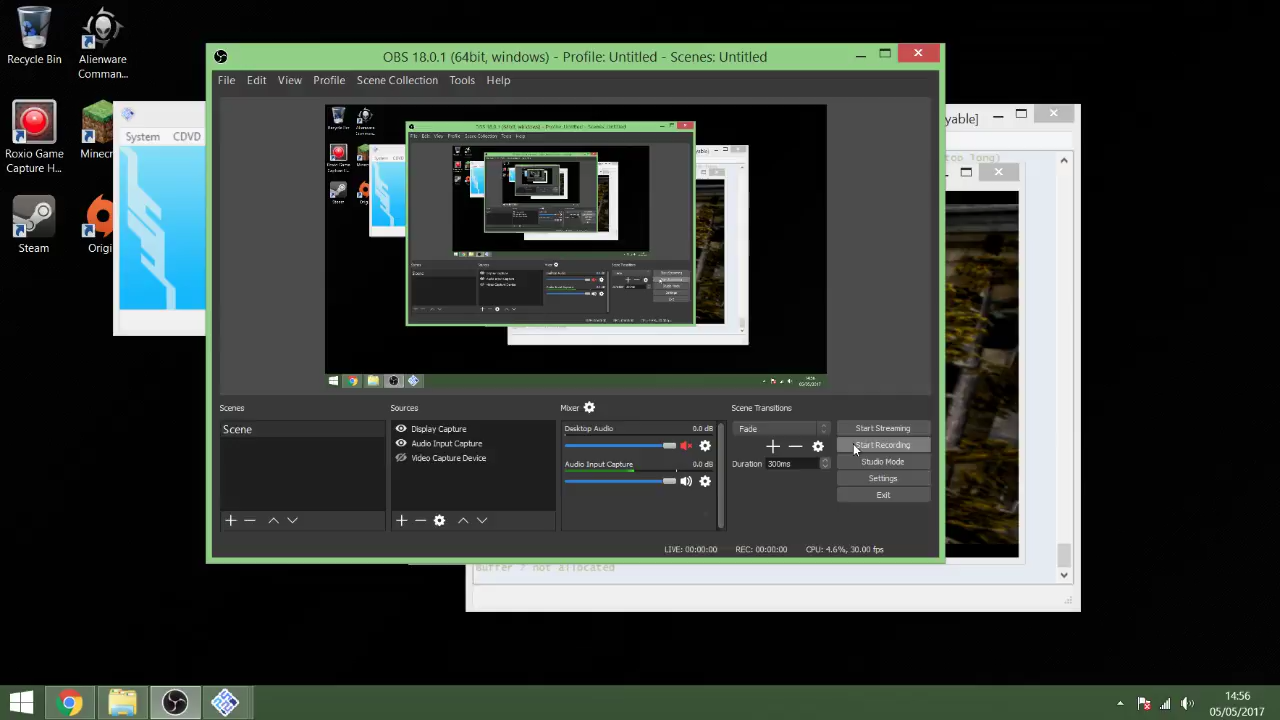 Recycle Bin
Alienware
Comman...
Roxio Game
Capture H...
Minecr
Steam
Origi
System CDVD
OBS 18.0.1 (64bit, windows) - Profile: Untitled - Scenes: Untitled
File Edit View Profile Scene Collection Tools Help
yable]
Scenes
Scene
Sources
Display Capture
Audio Input Capture
Video Capture Device
Mixer
Desktop Audio 0.0 dB
Audio Input Capture 0.0 dB
Scene Transitions
Fade
Duration 300ms
Start Streaming
Start Recording
Studio Mode
Settings
Exit
LIVE: 00:00:00 REC: 00:00:00 CPU: 4.6%, 30.00 fps
Buffer 7 not allocated
14:56
05/05/2017